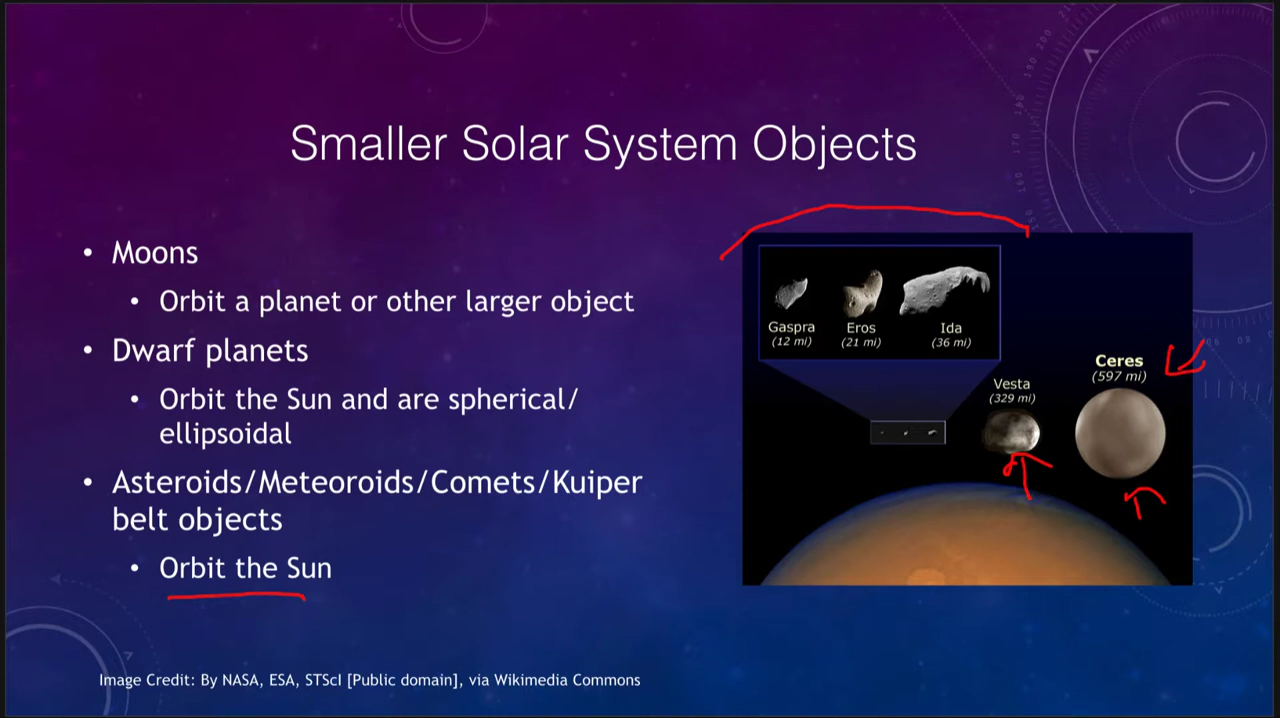 Smaller Solar System Objects
• Moons
• Orbit a planet or other larger object
• Dwarf planets
• Orbit the Sun and are spherical/
ellipsoidal
• Asteroids/Meteoroids/Comets/Kuiper
belt objects
• Orbit the Sun
Gaspra
(12 mi)
Eros
(21 mi)
Ida
(36 mi)
Vesta
(329 mi)
Ceres
(597 mi)
Image Credit: By NASA, ESA, STScI [Public domain], via Wikimedia Commons